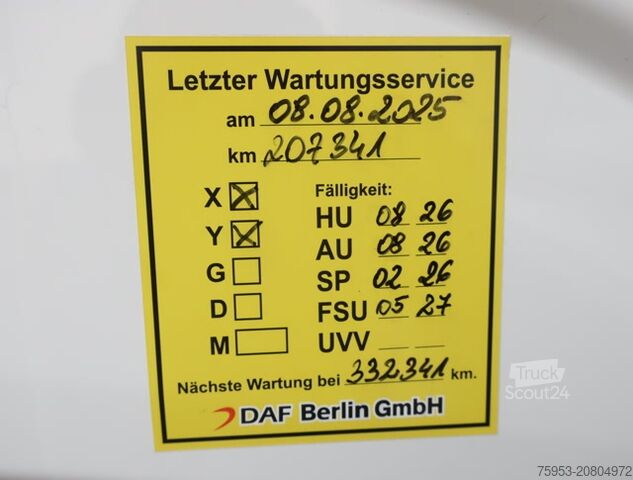 Letzter Wartungsservice
am 08.08.2025
km 207341
X
Y
G
D
M
Fälligkeit:
HU 08 26
AU 08 26
SP 02 26
FSU 05 27
UVV
Nächste Wartung bei 332341 km.
DAF Berlin GmbH
Truck
Scout24
75953-20804972